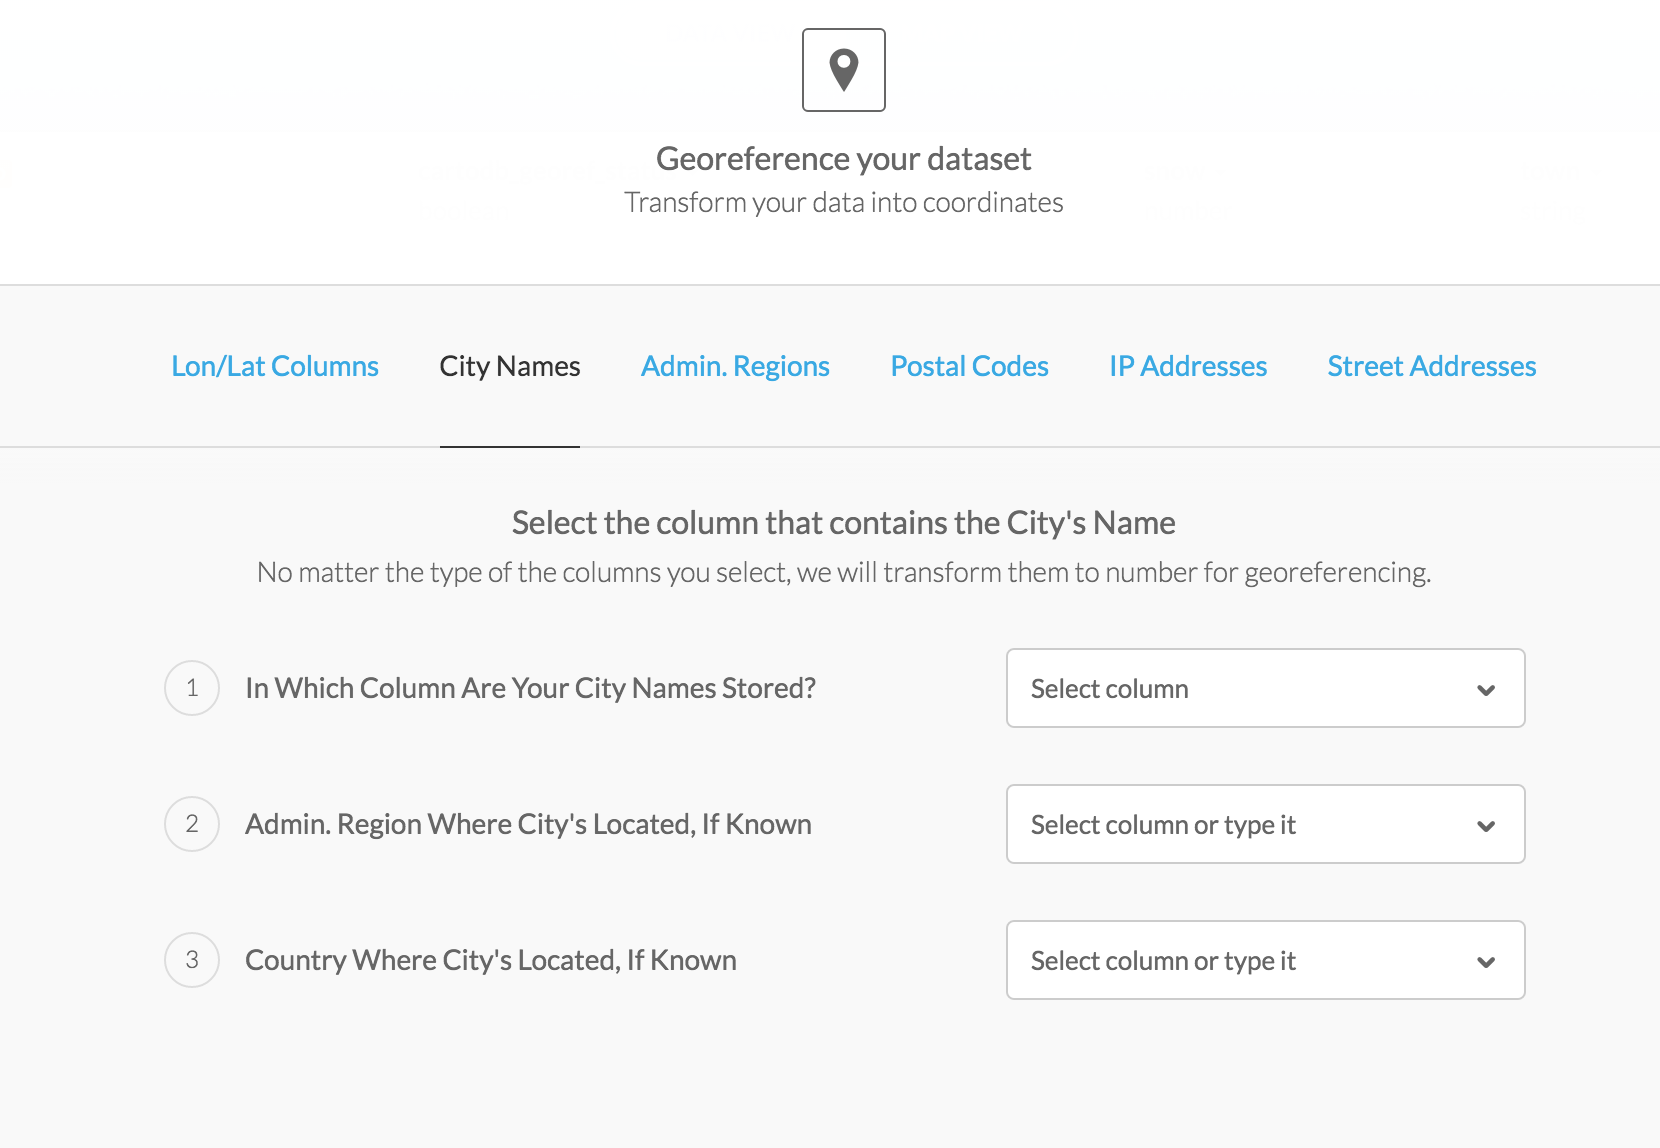 Georeference your dataset
Transform your data into coordinates
Lon/Lat Columns City Names Admin. Regions Postal Codes IP Addresses Street Addresses
Select the column that contains the City's Name
No matter the type of the columns you select, we will transform them to number for georeferencing.
1 In Which Column Are Your City Names Stored? Select column
2 Admin. Region Where City's Located, If Known Select column or type it
3 Country Where City's Located, If Known Select column or type it